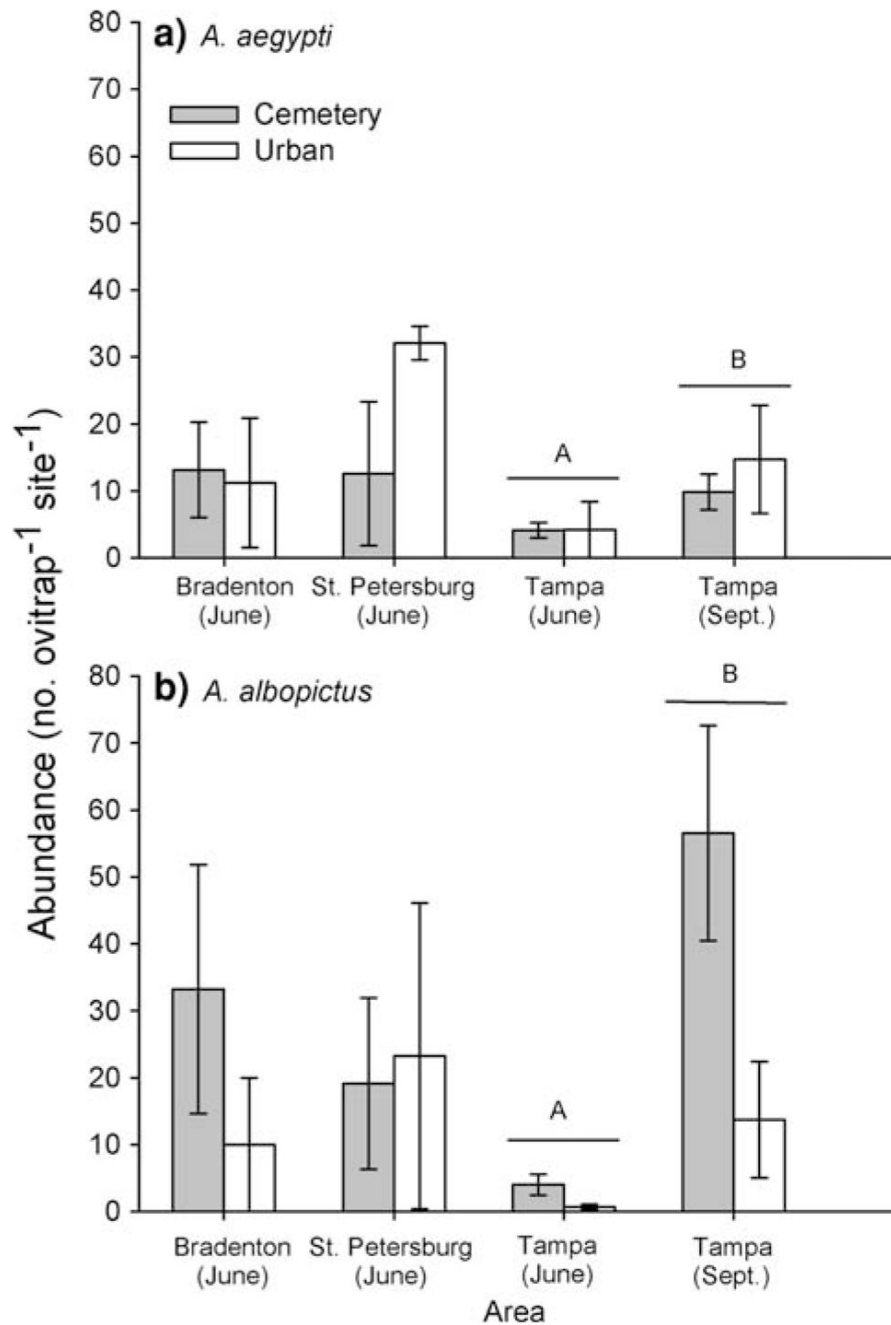 Abundance (no. ovitrap⁻¹ site⁻¹)
a) A. aegypti
Cemetery
Urban
80
70
60
50
40
30
20
10
0
A
B
Bradenton (June)
St. Petersburg (June)
Tampa (June)
Tampa (Sept.)
b) A. albopictus
80
70
60
50
40
30
20
10
0
A
B
Bradenton (June)
St. Petersburg (June)
Tampa (June)
Tampa (Sept.)
Area